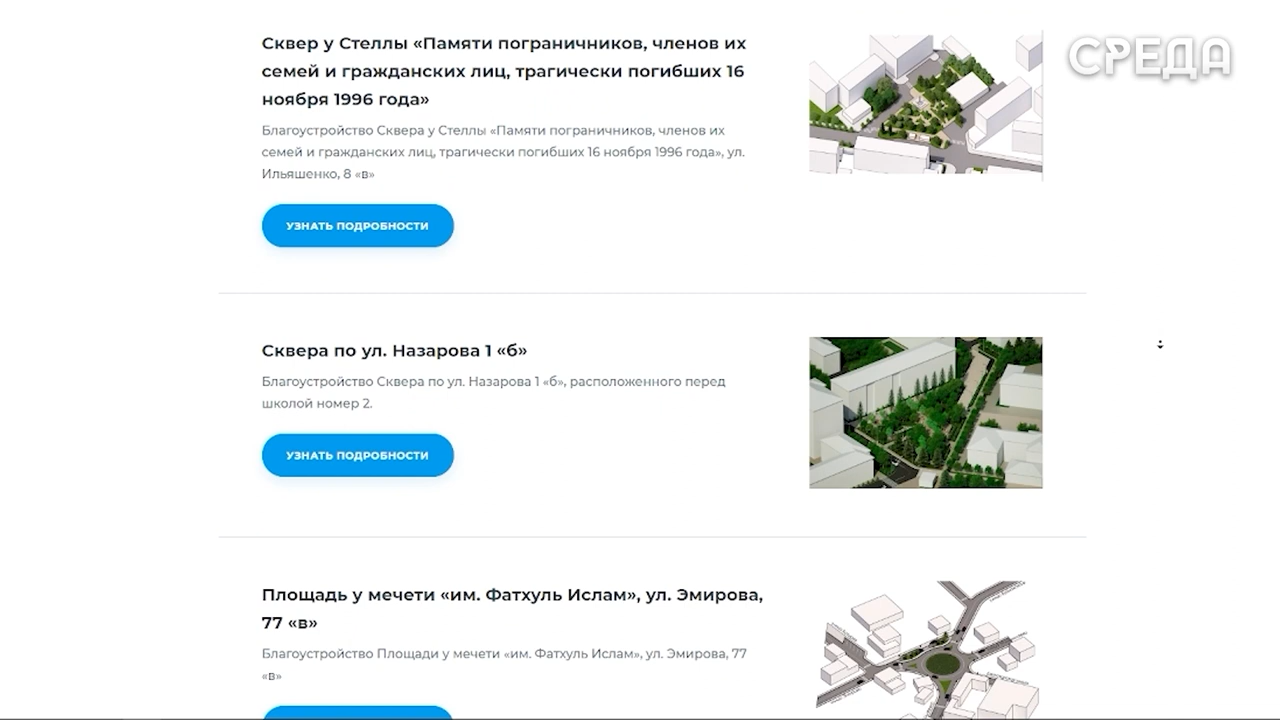 Сквер у Стеллы «Памяти пограничников, членов их
семей и гражданских лиц, трагически погибших 16
ноября 1996 года»
СРЕДА
Благоустройство Сквера у Стеллы «Памяти пограничников, членов их
семей и гражданских лиц, трагически погибших 16 ноября 1996 года», ул.
Ильяшенко, 8 «в»
УЗНАТЬ ПОДРОБНОСТИ
Сквера по ул. Назарова 1 «б»
Благоустройство Сквера по ул. Назарова 1 «б», расположенного перед
школой номер 2.
УЗНАТЬ ПОДРОБНОСТИ
Площадь у мечети «им. Фатхуль Ислам», ул. Эмирова,
77 «в»
Благоустройство Площади у мечети «им. Фатхуль Ислам», ул. Эмирова, 77
«в»